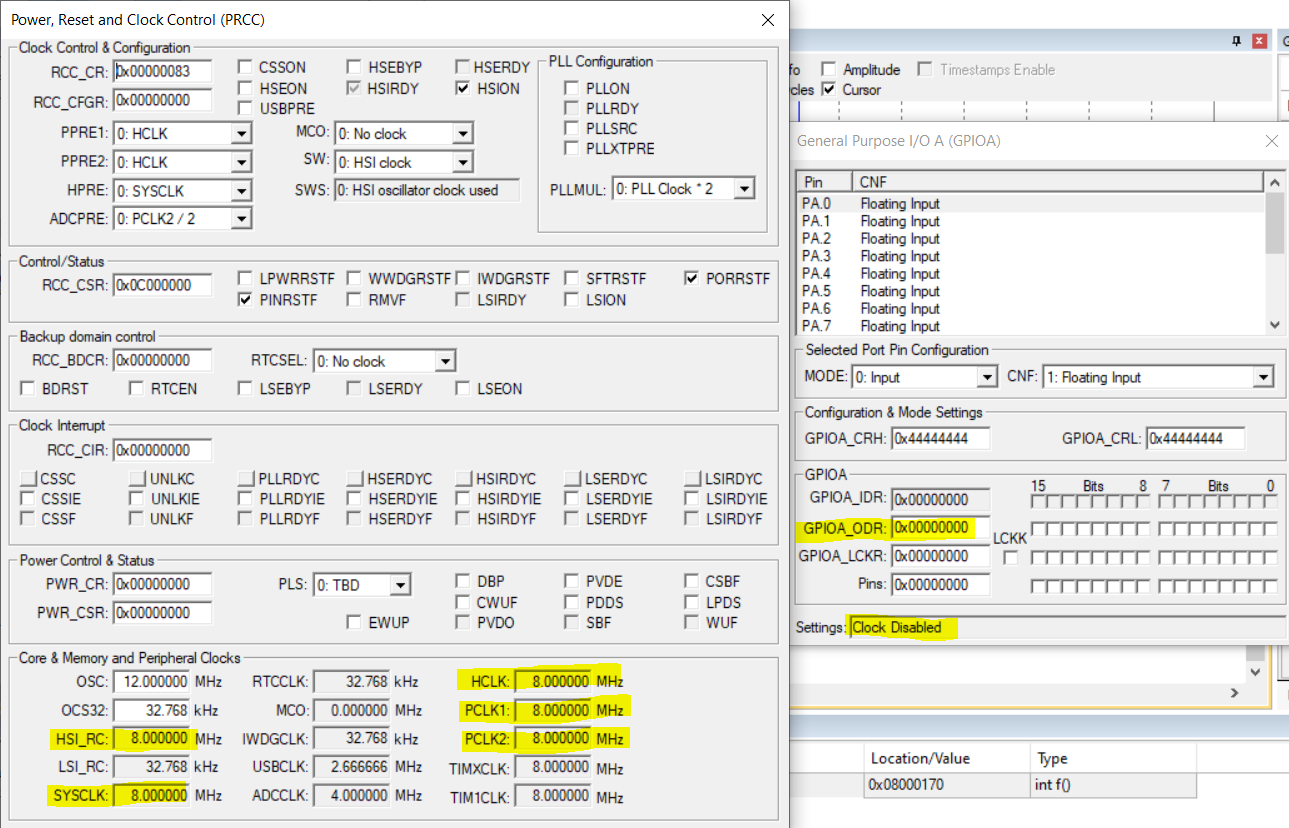 Power, Reset and Clock Control (PRCC)
Clock Control & Configuration
RCC_CR: 0x00000083
CSSON HSEBYP HSERDY
RCC_CFGR: 0x00000000
HSEON HSIRDY HSION
USBPRE
PPRE1: 0: HCLK
MCO: 0: No clock
PPRE2: 0: HCLK
SW: 0: HSI clock
HPRE: 0: SYSCLK
SWS: 0: HSI oscillator clock used
ADCPRE: 0: PCLK2 / 2
PLL Configuration
PLLON
PLLRDY
PLLSRC
PLLXTPRE
PLLMUL: 0: PLL Clock * 2
Control/Status
RCC_CSR: 0x0C000000
LPWRRSTF WWDGRSTF IWDGRSTF SFTRSTF PORRSTF
PINRSTF RMVF LSIRDY LSION
Backup domain control
RCC_BDCR: 0x00000000 RTCSEL: 0: No clock
BDRST RTCEN LSEBYP LSERDY LSEON
Clock Interrupt
RCC_CIR: 0x00000000
CSSC UNLKC PLLRDYC HSERDYC HSIRDYC LSERDYC LSIRDYC
CSSIE UNLKIE PLLRDYIE HSERDYIE HSIRDYIE LSERDYIE LSIRDYIE
CSSF UNLKF PLLRDYF HSERDYF HSIRDYF LSERDYF LSIRDYF
Power Control & Status
PWR_CR: 0x00000000 PLS: 0: TBD
DBP PVDE CSBF
PWR_CSR: 0x00000000
CWUF PDDS LPDS
EWUP PVDO SBF WUF
Core & Memory and Peripheral Clocks
OSC: 12.000000 MHz RTCCLK: 32.768 kHz HCLK: 8.000000 MHz
OCS32: 32.768 kHz MCO: 0.000000 MHz PCLK1: 8.000000 MHz
HSI_RC: 8.000000 MHz IWDGCLK: 32.768 kHz PCLK2: 8.000000 MHz
LSI_RC: 32.768 kHz USBCLK: 2.666666 MHz TIMXCLK: 8.000000 MHz
SYSCLK: 8.000000 MHz ADCCLK: 4.000000 MHz TIM1CLK: 8.000000 MHz
fo Amplitude Timestamps Enable
cles Cursor
General Purpose I/O A (GPIOA)
Pin CNF
PA.0 Floating Input
PA.1 Floating Input
PA.2 Floating Input
PA.3 Floating Input
PA.4 Floating Input
PA.5 Floating Input
PA.6 Floating Input
PA.7 Floating Input
Selected Port Pin Configuration
MODE: 0: Input CNF: 1: Floating Input
Configuration & Mode Settings
GPIOA_CRH: 0x44444444 GPIOA_CRL: 0x44444444
GPIOA
15 Bits 8 7 Bits 0
GPIOA_IDR: 0x00000000
GPIOA_ODR: 0x00000000
LCKK
GPIOA_LCKR: 0x00000000
Pins: 0x00000000
Settings: Clock Disabled
Location/Value Type
0x08000170 int f()